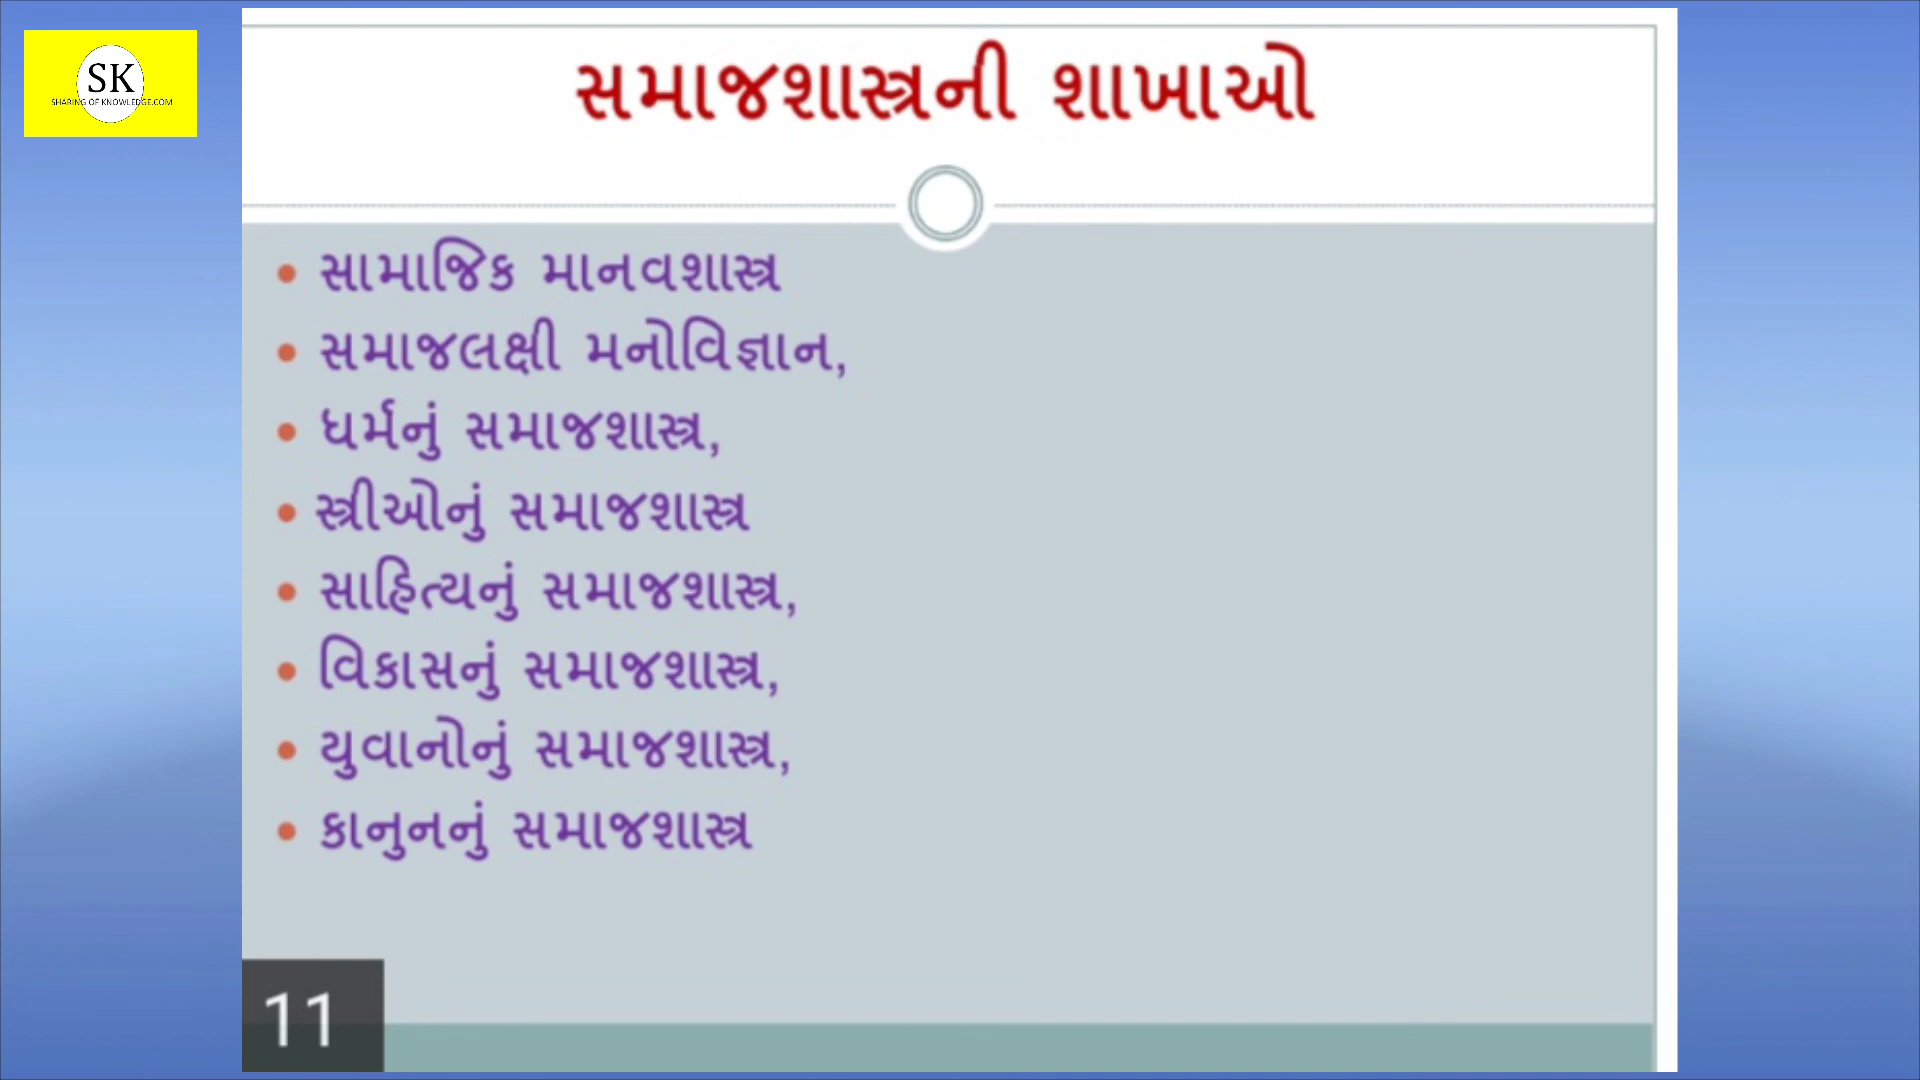 SK
SHARING OF KNOWLEDGE.COM
સમાજશાસ્ત્રની શાખાઓ
• સામાજિક માનવશાસ્ત્ર
• સમાજલક્ષી મનોવિજ્ઞાન,
• ધર્મનું સમાજશાસ્ત્ર,
• સ્ત્રીઓનું સમાજશાસ્ત્ર
• સાહિત્યનું સમાજશાસ્ત્ર,
• વિકાસનું સમાજશાસ્ત્ર,
• યુવાનોનું સમાજશાસ્ત્ર,
• કાનુનનું સમાજશાસ્ત્ર
11